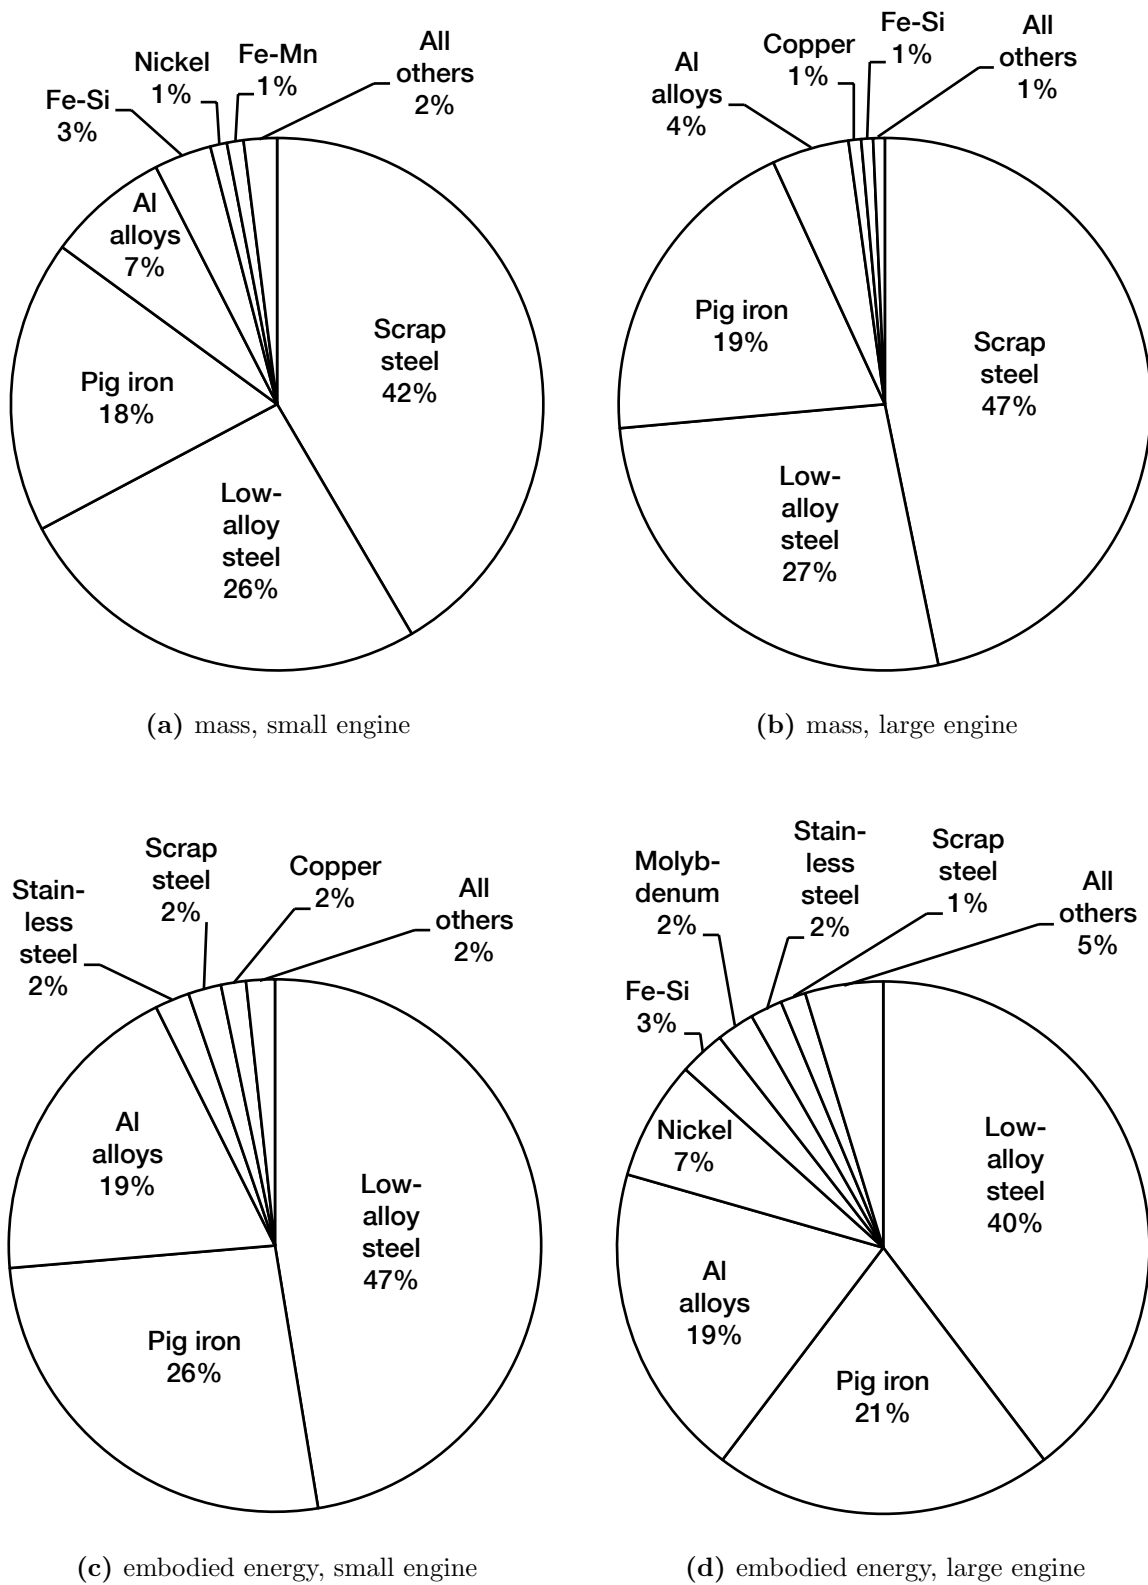 Nickel
1%
Fe-Mn
1%
All
others
2%
Fe-Si
3%
Al
alloys
7%
Pig iron
18%
Scrap
steel
42%
Low-
alloy
steel
26%
(a) mass, small engine
Al
alloys
4%
Copper
1%
Fe-Si
1%
All
others
1%
Pig iron
19%
Scrap
steel
47%
Low-
alloy
steel
27%
(b) mass, large engine
Stain-
less
steel
2%
Scrap
steel
2%
Copper
2%
All
others
2%
Al
alloys
19%
Low-
alloy
steel
47%
Pig iron
26%
(c) embodied energy, small engine
Fe-Si
3%
Molyb-
denum
2%
Stain-
less
steel
2%
Scrap
steel
1%
All
others
5%
Nickel
7%
Low-
alloy
steel
40%
Al
alloys
19%
Pig iron
21%
(d) embodied energy, large engine